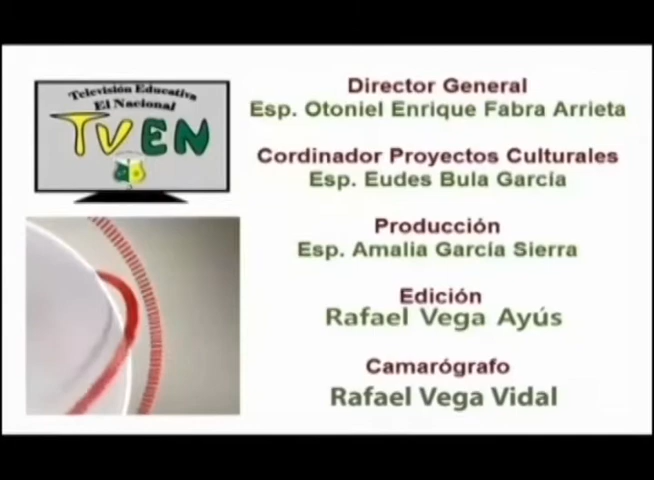 Televisión Educativa
El Nacional
TVEN
Director General
Esp. Otoniel Enrique Fabra Arrieta
Cordinador Proyectos Culturales
Esp. Eudes Bula García
Producción
Esp. Amalia García Sierra
Edición
Rafael Vega Ayús
Camarógrafo
Rafael Vega Vidal